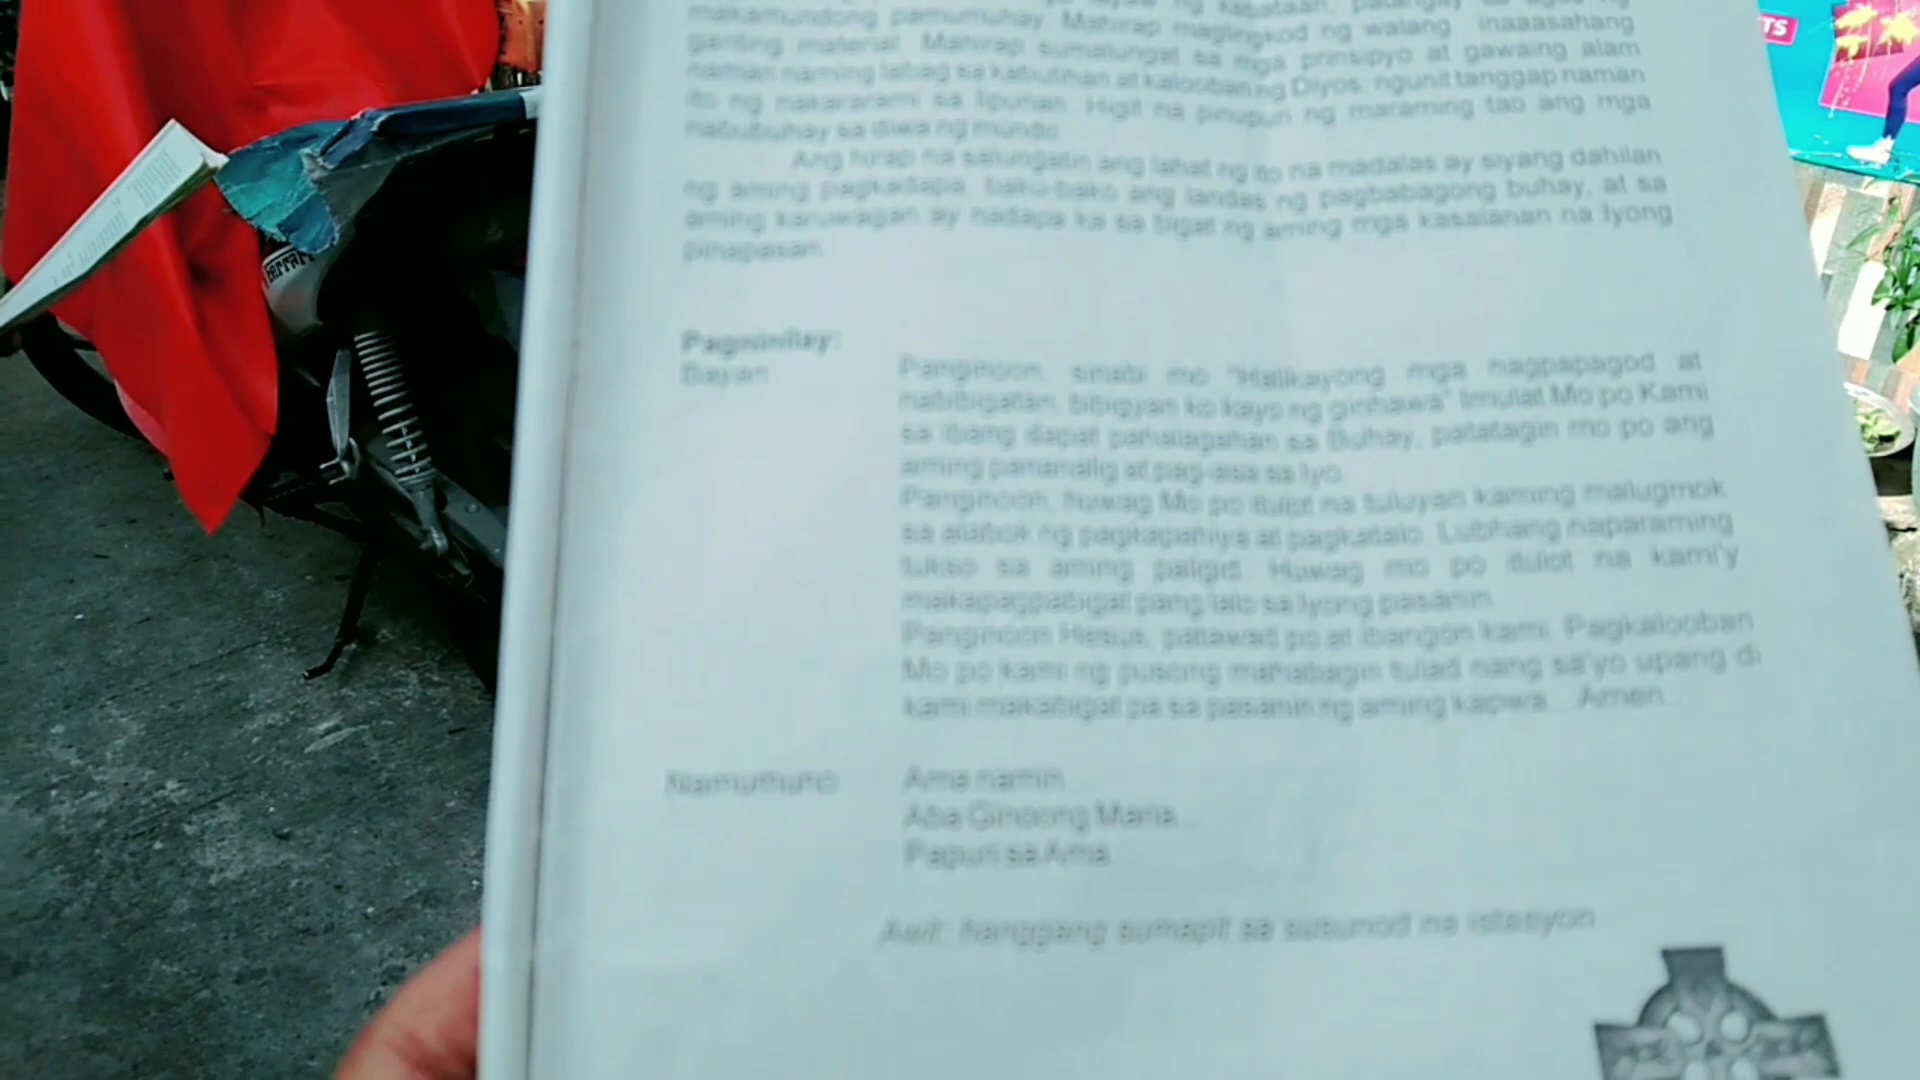 makamundong pamumuhay. Mahirap maglingkod ng walang inaasahang
ganting material. Mahirap sumalungat sa mga prinsipyo at gawaing alam
naman naming labag sa kabutihan at kalooban ng Diyos, ngunit tanggap naman
ito ng nakararami sa lipunan. Higit na pinupuri ng maraming tao ang mga
nabubuhay sa diwa ng mundo.
Ang hirap na salungatin ang lahat ng ito na madalas ay siyang dahilan
ng aming pagkadapa, baku-bako ang landas ng pagbabagong buhay, at sa
aming karuwagan ay nadapa ka sa bigat ng aming mga kasalanan na Iyong
pinapasan.
Pagninilay:
Bayan
Panginoon, sinabi mo "Halikayong mga nagpapagod at
nabibigatan, bibigyan ko kayo ng ginhawa" Imulat Mo po Kami
sa ibang dapat pahalagahan sa Buhay, patatagin mo po ang
aming pananalig at pag-asa sa Iyo.
Panginoon, huwag Mo po itulot na tuluyan kaming malugmok
sa alabok ng pagkapahiya at pagkatalo. Lubhang naparaming
tukso sa aming paligid. Huwag mo po itulot na kami'y
makapagpabigat pang lalo sa Iyong pasanin.
Panginoon Hesus, patawad po at ibangon kami. Pagkalooban
Mo po kami ng pusong mahabagin tulad nang sa'yo upang di
kami makabigat pa sa pasanin ng aming kapwa... Amen.
Namumuno
Ama namin...
Aba Ginoong Maria...
Papuri sa Ama
Awit: hanggang sumapit sa susunod na istasyon
ferrari
TS